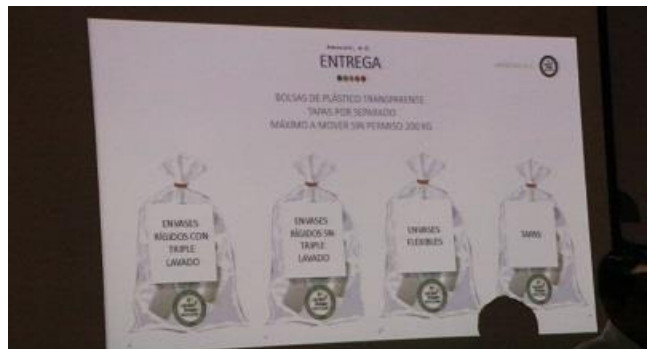 ENTREGA
BOLSAS DE PLÁSTICO TRANSPARENTE
TAPAS POR SEPARADO
MÁXIMO A MOVER SIN PERMISO 200 KG
ENVASES
RÍGIDOS CON
TRIPLE
LAVADO
ENVASES
RÍGIDOS SIN
TRIPLE
LAVADO
ENVASES
FLEXIBLES
TAPAS